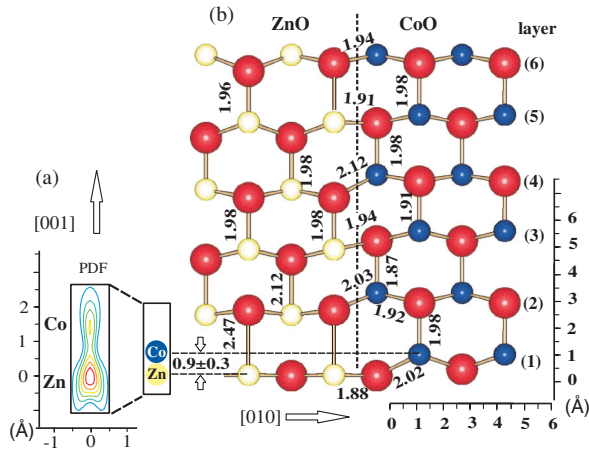 (b)
ZnO
CoO
layer
1.94
(6)
1.96
1.91
1.98
(5)
1.98
1.98
2.12
(a)
(4)
[001]
1.98
1.98
1.94
1.91
6
(3)
5
PDF
2.12
2.03
1.87
4
2
Co
1.92
(2)
3
2.47
1.98
2
1
Co
0.9±0.3
(1)
1
Zn
0
Zn
1.88
2.02
0
(Å)
1
[010]
(Å)
-1 0 1
0 1 2 3 4 5 6
(Å)